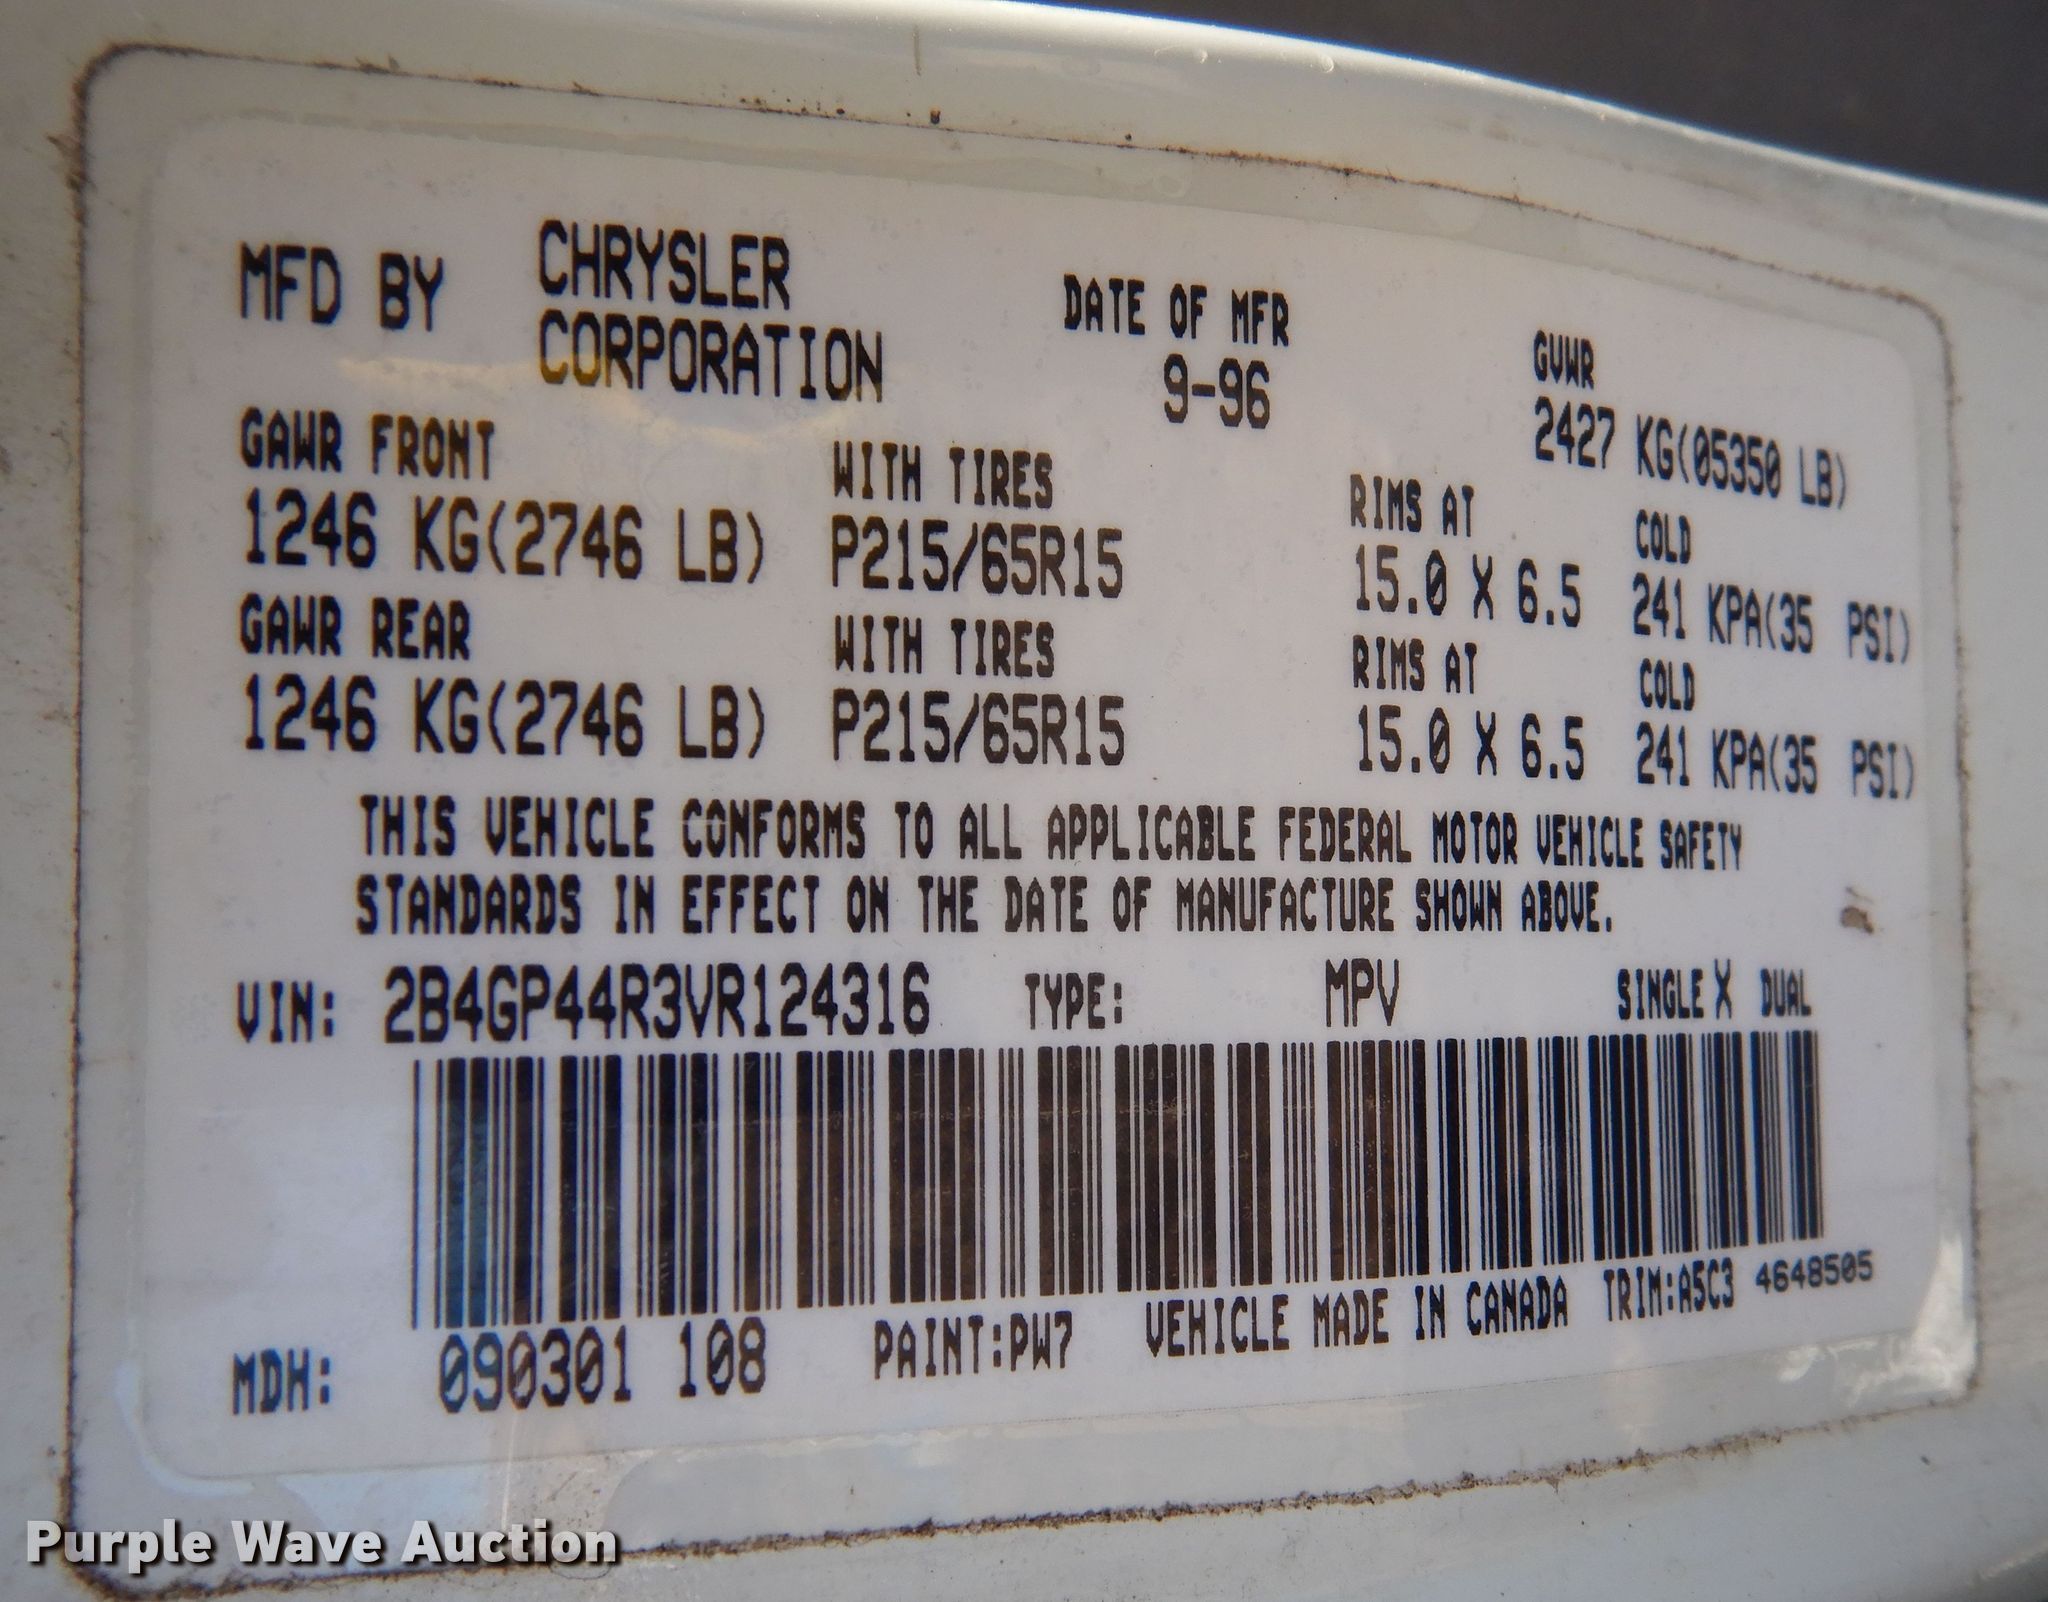 MFD BY CHRYSLER CORPORATION
DATE OF MFR 9-96
GVWR 2427 KG(05350 LB)
GAWR FRONT WITH TIRES RIMS AT COLD
1246 KG(2746 LB) P215/65R15 15.0 X 6.5 241 KPA(35 PSI)
GAWR REAR WITH TIRES RIMS AT COLD
1246 KG(2746 LB) P215/65R15 15.0 X 6.5 241 KPA(35 PSI)
THIS VEHICLE CONFORMS TO ALL APPLICABLE FEDERAL MOTOR VEHICLE SAFETY
STANDARDS IN EFFECT ON THE DATE OF MANUFACTURE SHOWN ABOVE.
VIN: 2B4GP44R3VR124316 TYPE: MPV SINGLE X DUAL
MDH: 090301 108 PAINT:PW7 VEHICLE MADE IN CANADA TRIM:A5C3 4648505
Purple Wave Auction